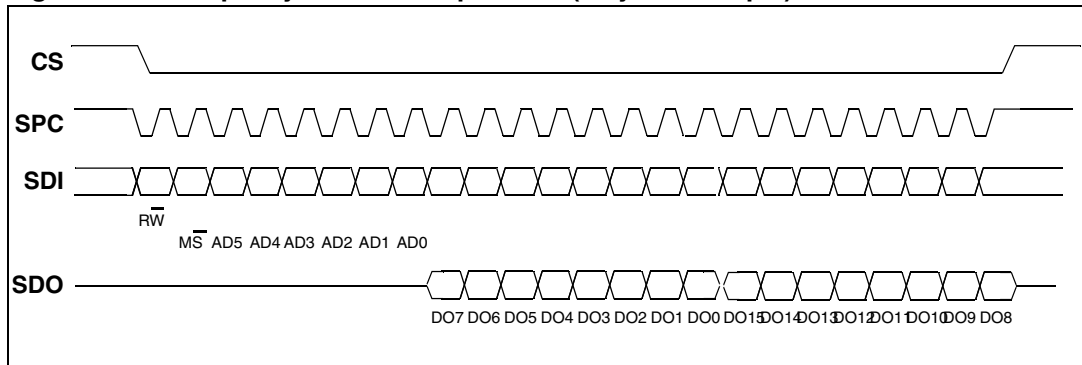 CS
SPC
SDI
RW
MS AD5 AD4 AD3 AD2 AD1 AD0
SDO
DO7 DO6 DO5 DO4 DO3 DO2 DO1 DO0 DO15 DO14 DO13 DO12 DO11 DO10 DO9 DO8